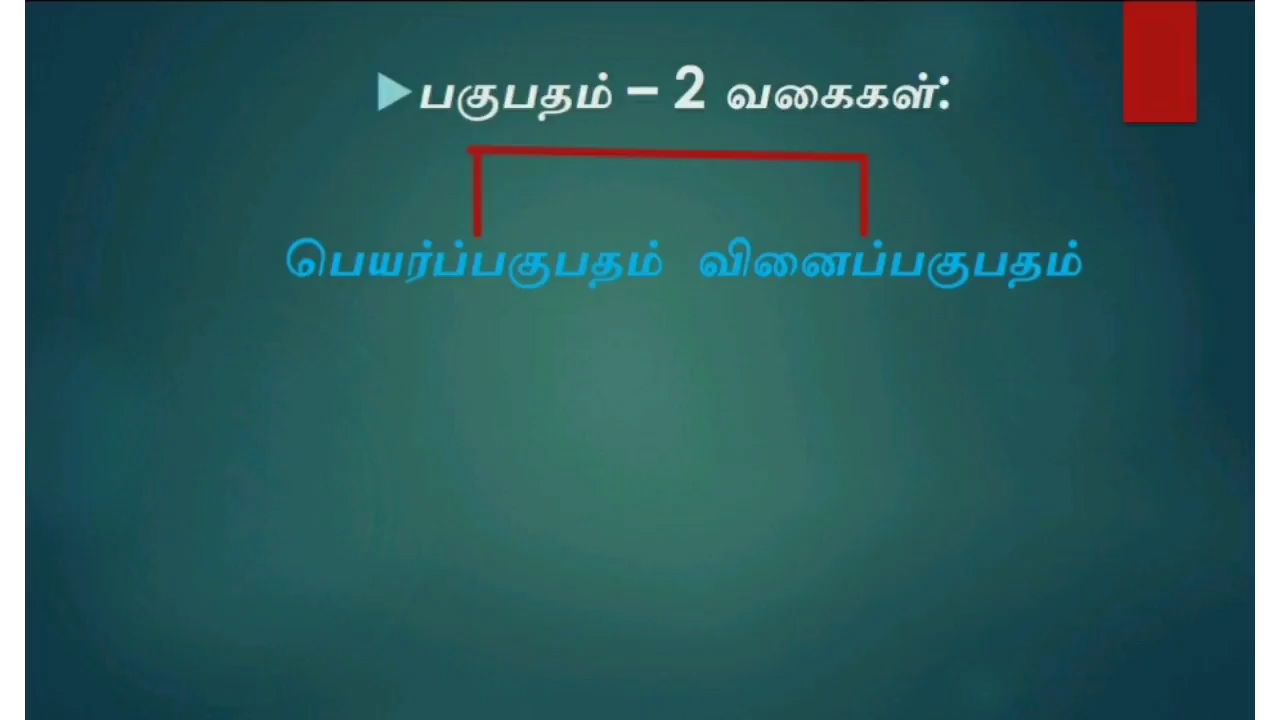 பகுபதம் – 2 வகைகள்:
பெயர்ப்பகுபதம் வினைப்பகுபதம்